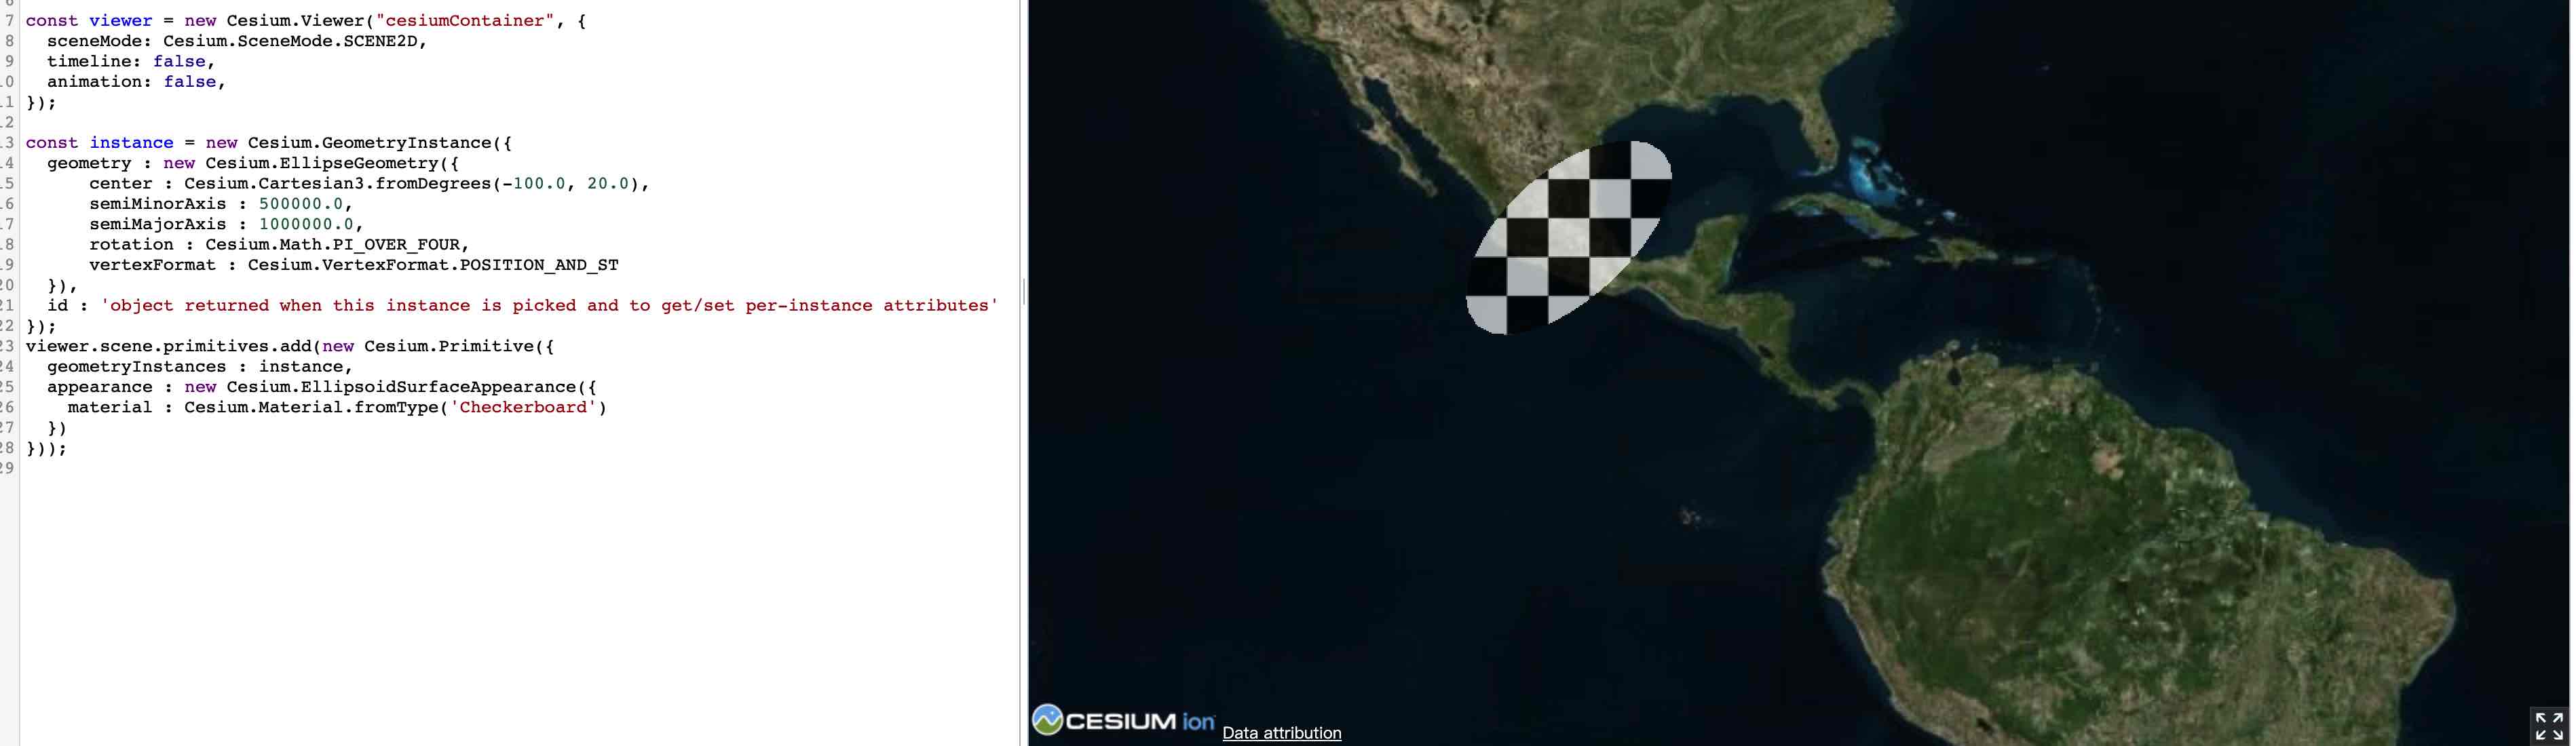 6
7 const viewer = new Cesium.Viewer("cesiumContainer", {
8   sceneMode: Cesium.SceneMode.SCENE2D,
9   timeline: false,
0   animation: false,
1 });
2
3 const instance = new Cesium.GeometryInstance({
4   geometry : new Cesium.EllipseGeometry({
5       center : Cesium.Cartesian3.fromDegrees(-100.0, 20.0),
6       semiMinorAxis : 500000.0,
7       semiMajorAxis : 1000000.0,
8       rotation : Cesium.Math.PI_OVER_FOUR,
9       vertexFormat : Cesium.VertexFormat.POSITION_AND_ST
20   }),
21   id : 'object returned when this instance is picked and to get/set per-instance attributes'
22 });
23 viewer.scene.primitives.add(new Cesium.Primitive({
24   geometryInstances : instance,
25   appearance : new Cesium.EllipsoidSurfaceAppearance({
26     material : Cesium.Material.fromType('Checkerboard')
27   })
28 }));
29
CESIUM ion
Data attribution